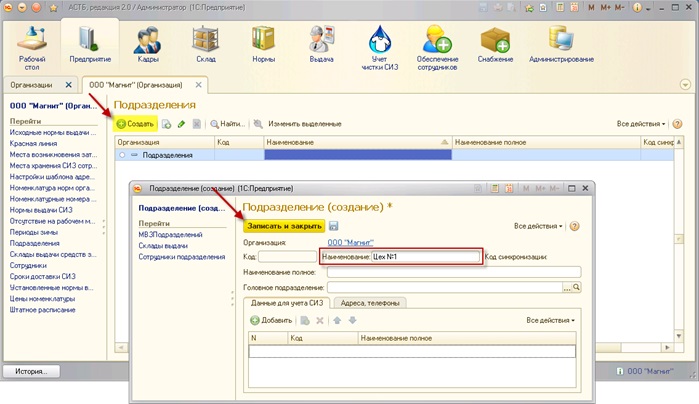 АСТБ: редакция 2.0 / Администратор (1С:Предприятие)
M M+ M-
Рабочий стол
Предприятие
Кадры
Склад
Нормы
Выдача
Учет чистки СИЗ
Обеспечение сотрудников
Снабжение
Администрирование
Организации
ООО "Магнит" (Организация)
ООО "Магнит" (Орган...
Перейти
Исходные нормы выдачи ...
Красная линия
Места возникновения зат...
Места хранения СИЗ сотр...
Настройки шаблона адре...
Номенклатура норм орга...
Номенклатурные номера ...
Нормы выдачи СИЗ
Отсутствие на рабочем м...
Периоды зимы
Подразделения
Склады выдачи средств з...
Сотрудники
Сроки доставки СИЗ
Установленные нормы в...
Цены номенклатуры
Штатное расписание
Подразделения
Создать
Найти...
Изменить выделенные
Все действия
Организация
Код
Наименование
Наименование полное
Код синхр
Подразделения
Подразделение (создание) (1С:Предприятие)
M M+ M-
Подразделение (созд...
Перейти
МВЗПодразделений
Склады выдачи
Сотрудники подразделения
Подразделение (создание) *
Записать и закрыть
Все действия
Организация:
ООО "Магнит"
Код:
Наименование: Цех №1
Код синхронизации:
Наименование полное:
Головное подразделение:
Данные для учета СИЗ
Адреса, телефоны
Добавить
Все действия
N
Код
Наименование полное
История...
ООО "Магнит"